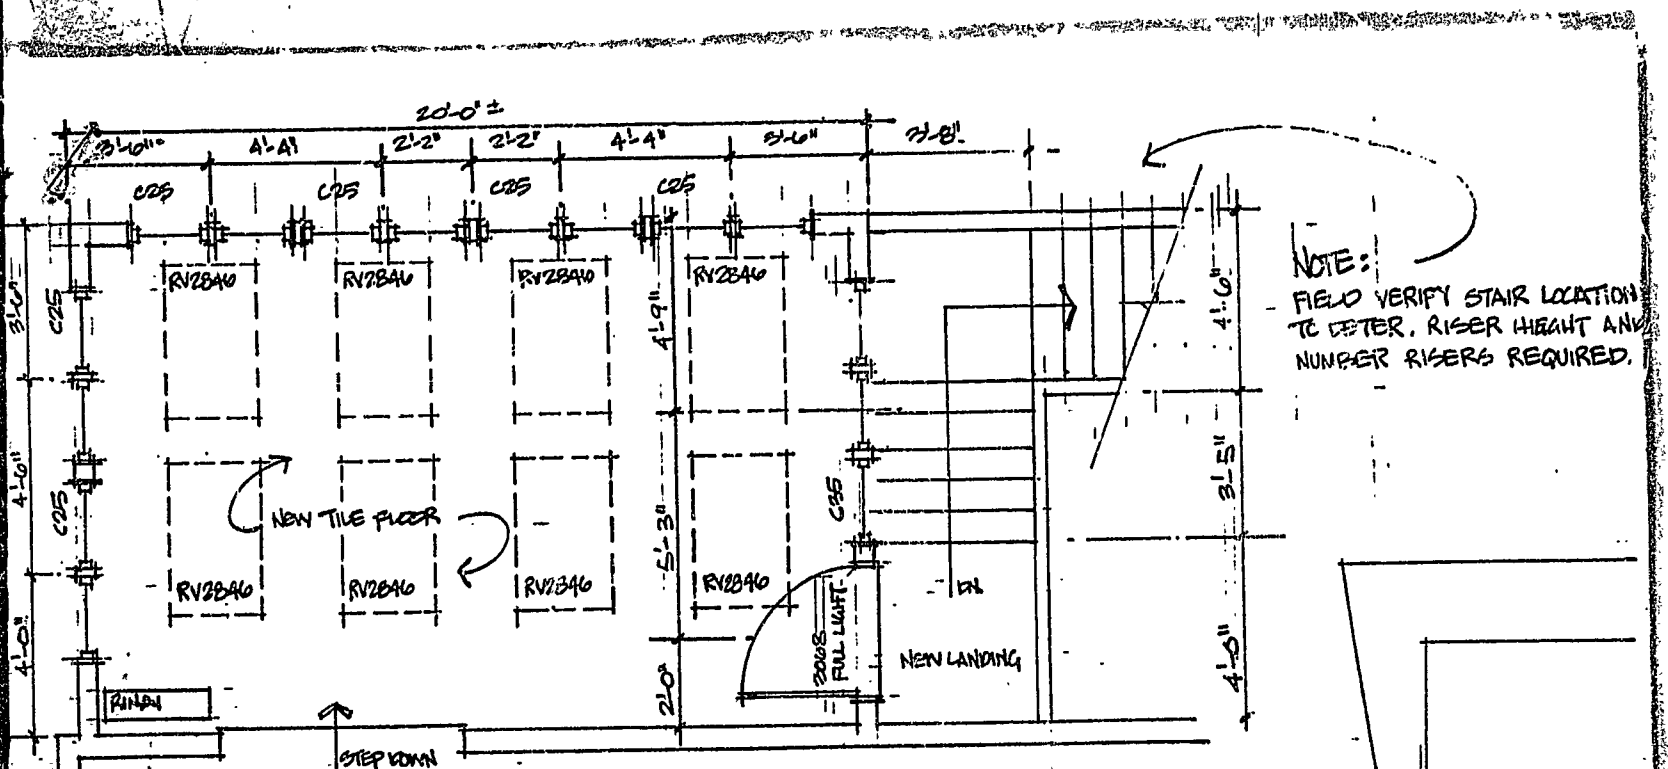 20'-0" ±
3'-6"± 4'-4" 2'-2" 2'-2" 4'-4" 3'-6" 3'-8"
C25 C25 C25 C25
RV2846 RV2846 RV2846 RV2846
3'-6"
C25
4'-9"
4'-6"
NOTE:
FIELD VERIFY STAIR LOCATION
TO DETER. RISER HIEGHT AND
NUMBER RISERS REQUIRED.
4'-6"
C25
NEW TILE FLOOR
5'-3"
C35
3'-5"
RV2846 RV2846 RV2846 RV2846
DN.
4'-0"
2'-0"
3068
FULL LIGHT
NEW LANDING
4'-0"
STEP DOWN